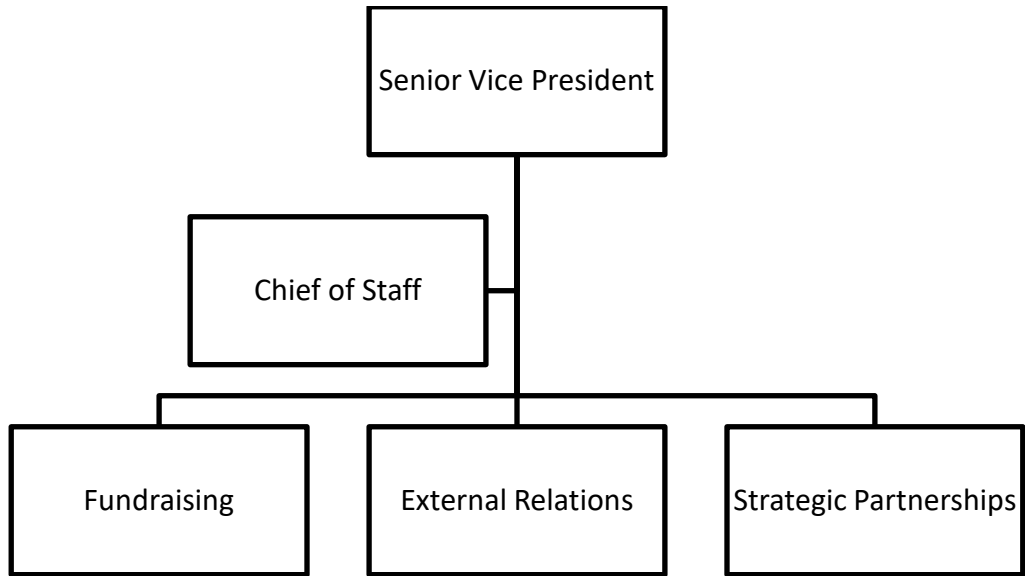 Senior Vice President
Chief of Staff
Fundraising
External Relations
Strategic Partnerships